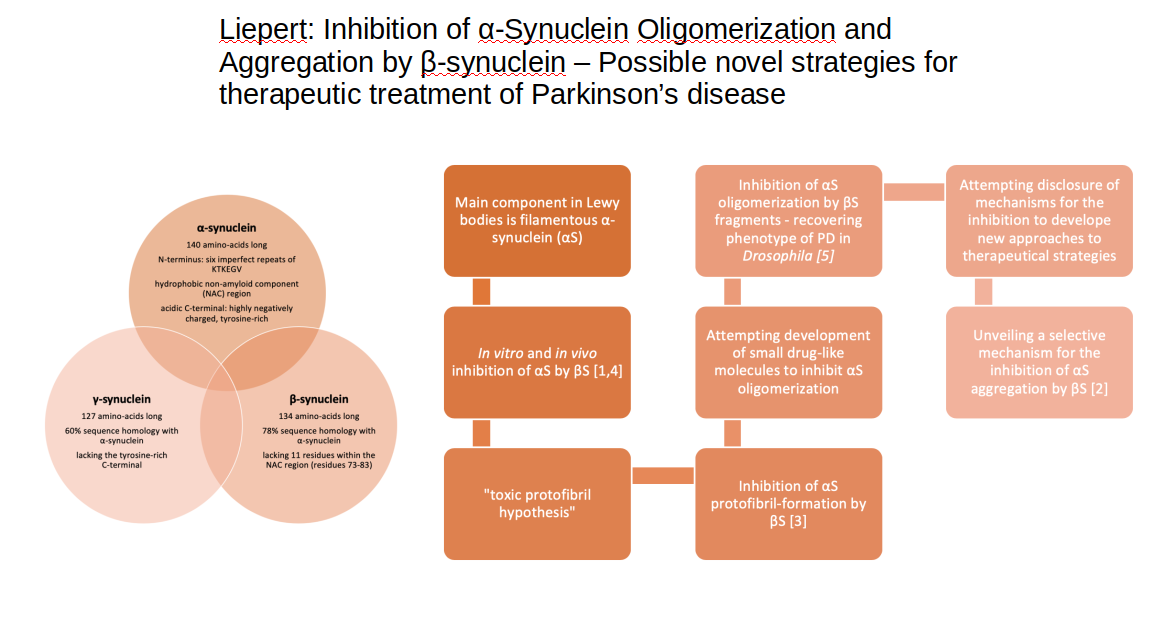 Liepert: Inhibition of α-Synuclein Oligomerization and
Aggregation by β-synuclein – Possible novel strategies for
therapeutic treatment of Parkinson’s disease
α-synuclein
140 amino-acids long
N-terminus: six imperfect repeats of
KTKEGV
hydrophobic non-amyloid component
(NAC) region
acidic C-terminal: highly negatively
charged, tyrosine-rich
γ-synuclein
127 amino-acids long
60% sequence homology with
α-synuclein
lacking the tyrosine-rich
C-terminal
β-synuclein
134 amino-acids long
78% sequence homology with
α-synuclein
lacking 11 residues within the
NAC region (residues 73-83)
Main component in Lewy
bodies is filamentous α-
synuclein (αS)
In vitro and in vivo
inhibition of αS by βS [1,4]
"toxic protofibril
hypothesis"
Inhibition of αS
protofibril-formation by
βS [3]
Attempting development
of small drug-like
molecules to inhibit αS
oligomerization
Inhibition of αS
oligomerization by βS
fragments - recovering
phenotype of PD in
Drosophila [5]
Attempting disclosure of
mechanisms for the
inhibition to develope
new approaches to
therapeutical strategies
Unveiling a selective
mechanism for the
inhibition of αS
aggregation by βS [2]